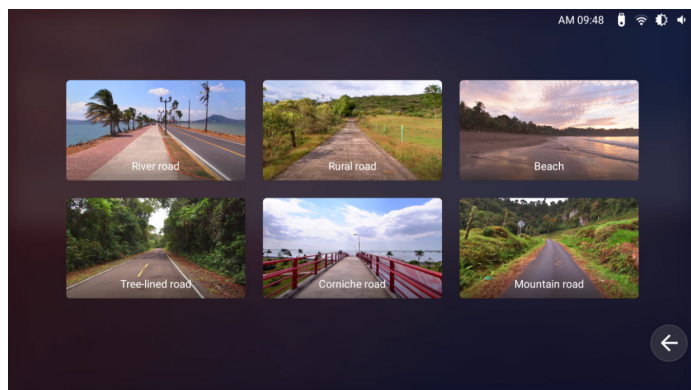 AM 09:48
River road
Rural road
Beach
Tree-lined road
Corniche road
Mountain road